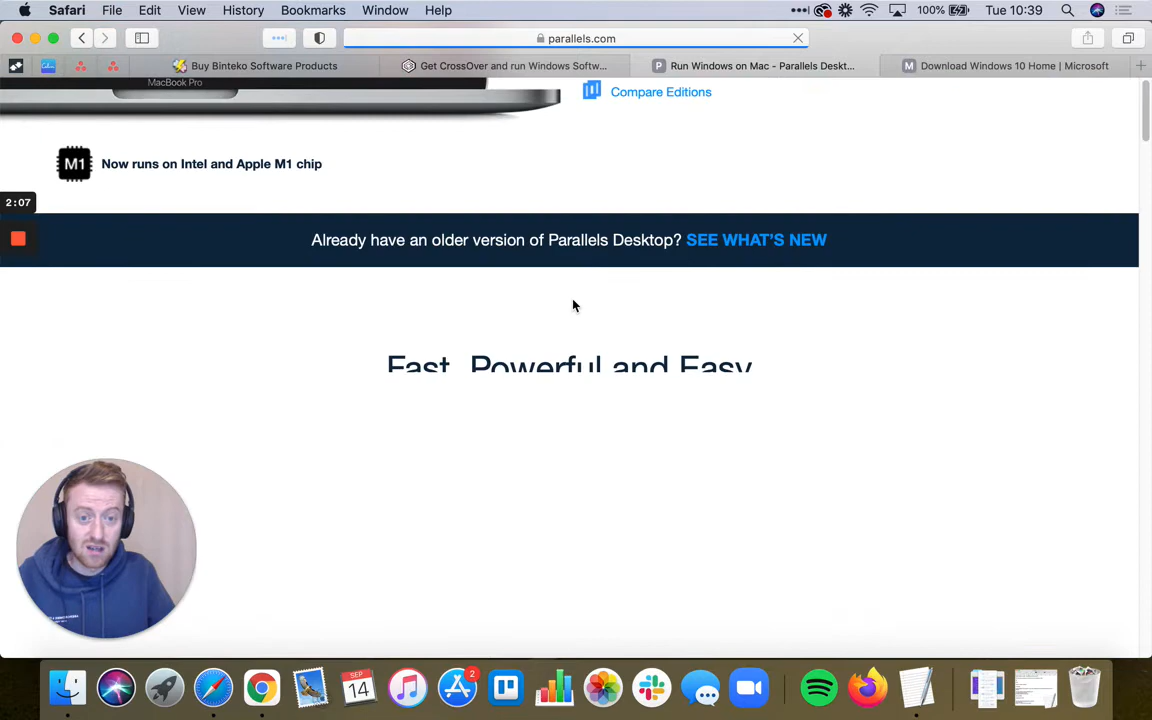 Safari File Edit View History Bookmarks Window Help 100% Tue 10:39
parallels.com
Buy Binteko Software Products
Get CrossOver and run Windows Softw...
Run Windows on Mac - Parallels Deskt...
Download Windows 10 Home | Microsoft
MacBook Pro
Compare Editions
M1 Now runs on Intel and Apple M1 chip
2:07
Already have an older version of Parallels Desktop? SEE WHAT'S NEW
Fast, Powerful and Easy
2
SEP
14